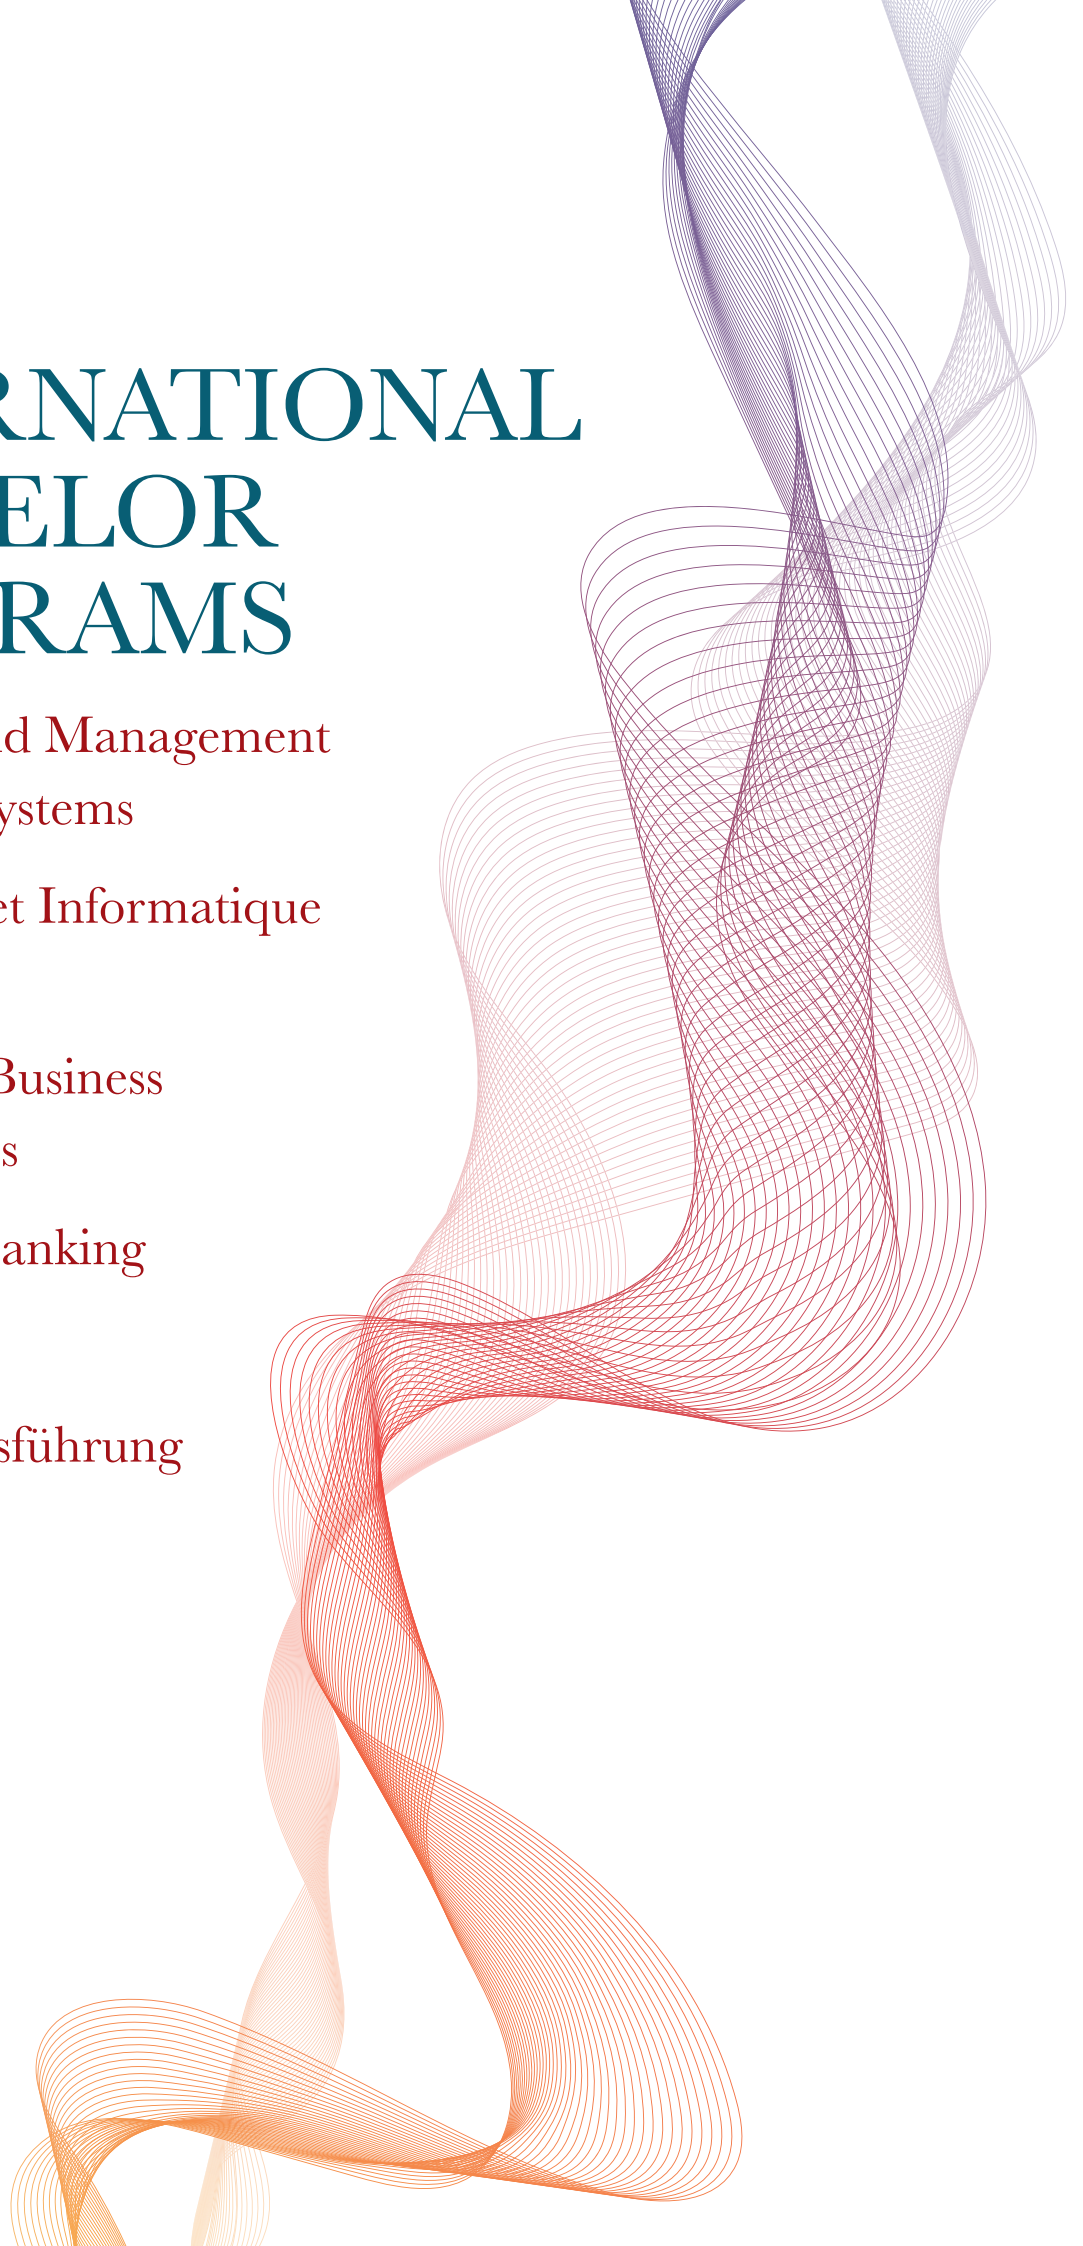 RNATIONAL
ELOR
RAMS
d Management
ystems
et Informatique
Business
s
anking
sführung